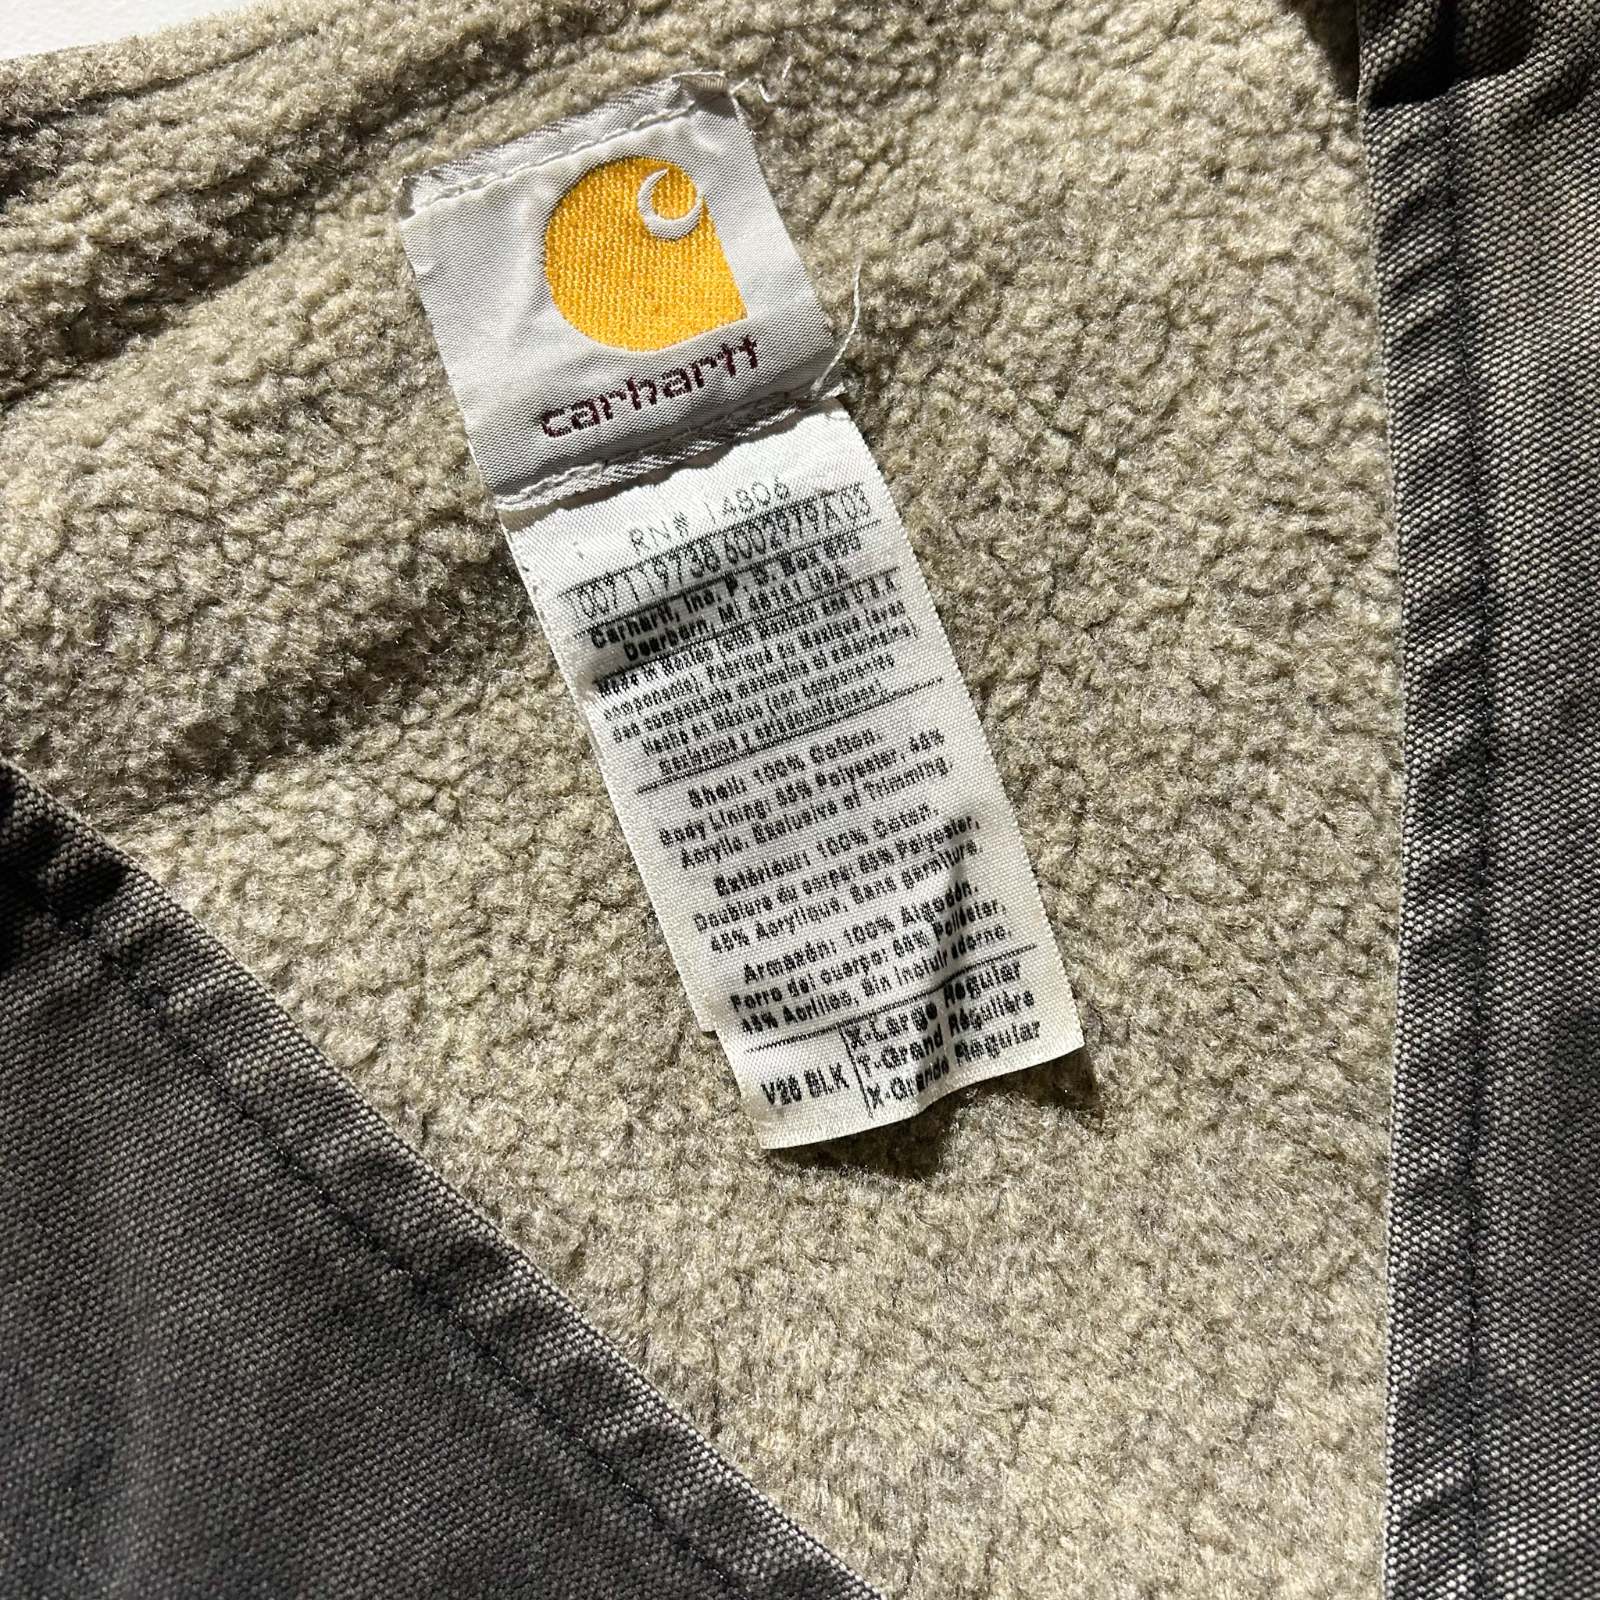 carhartt
RN# 14806
007119738 6002979A03
Carhartt, Inc. P. O. Box 600
Dearborn, MI 48121 USA
Made in Mexico (with Mexican and U.S.A.
components). Fabriqué au Mexique (avec
des composants mexicains et américains)
Hecho en México (con componentes
mexicanos y estadounidenses).
Shell: 100% Cotton.
Body Lining: 55% Polyester, 45%
Acrylic. Exclusive of Trimming.
Extérieur: 100% Coton.
Doublure du corps: 55% Polyester,
45% Acrylique, Sans garniture.
Armazón: 100% Algodón.
Forro del cuerpo: 55% Poliéster,
45% Acrílico, Sin incluir adorno.
V26 BLK
X-Large Regular
T-Grand Régulière
X-Grande Regular